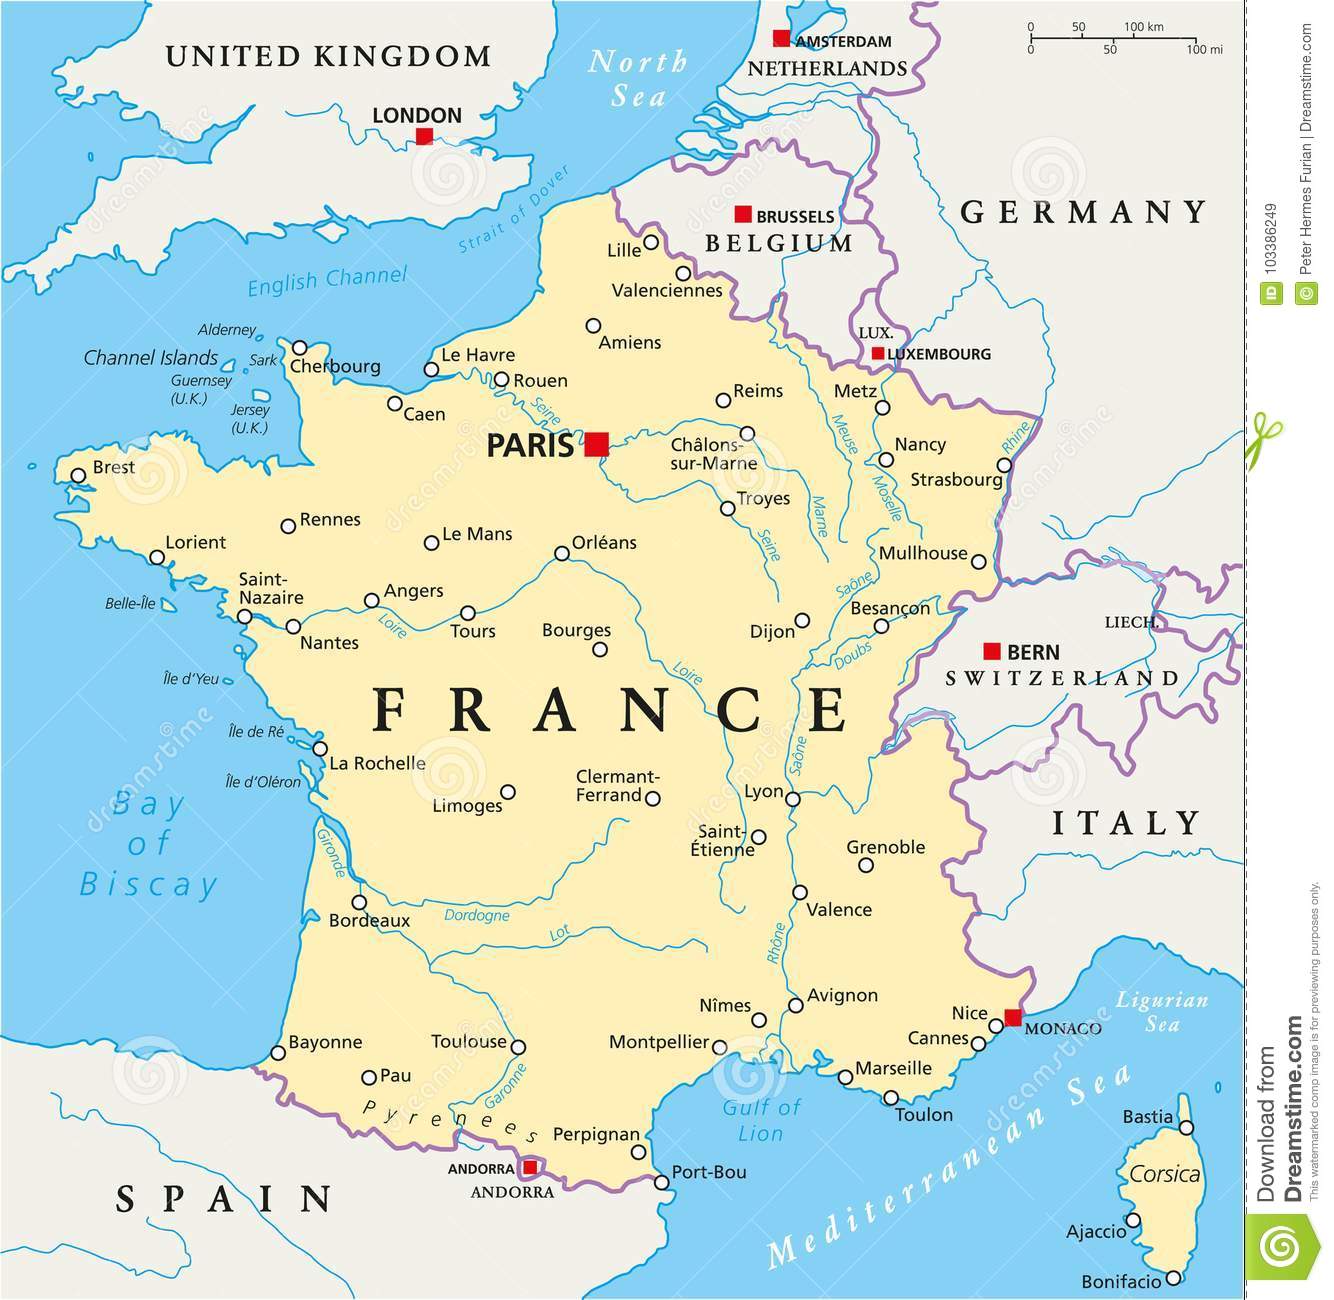 UNITED KINGDOM
LONDON
North
Sea
AMSTERDAM
NETHERLANDS
0 50 100 km
0 50 100 mi
Strait of Dover
English Channel
BRUSSELS
BELGIUM
GERMANY
Lille
Valenciennes
Amiens
LUX.
LUXEMBOURG
Alderney
Channel Islands
Sark
Guernsey
(U.K.)
Jersey
(U.K.)
Cherbourg
Le Havre
Rouen
Caen
Seine
Reims
Metz
PARIS
Châlons-
sur-Marne
Meuse
Nancy
Rhine
Strasbourg
Brest
Troyes
Marne
Moselle
Rennes
Le Mans
Orléans
Seine
Lorient
Mullhouse
Saint-
Nazaire
Angers
Saône
Belle-Île
Besançon
Loire
Nantes
Tours
Bourges
Dijon
Doubs
LIECH.
BERN
SWITZERLAND
Île d'Yeu
Loire
FRANCE
Île de Ré
La Rochelle
Saône
Île d'Oléron
Clermant-
Ferrand
Lyon
Limoges
Bay
of
Biscay
ITALY
Saint-
Étienne
Grenoble
Gironde
Valence
Bordeaux
Dordogne
Lot
Rhône
Nîmes
Avignon
Ligurian
Sea
Nice
MONACO
Cannes
Bayonne
Toulouse
Montpellier
Marseille
Pau
Garonne
Toulon
Pyrenees
Gulf of
Lion
Mediterranean Sea
Perpignan
Port-Bou
ANDORRA
ANDORRA
SPAIN
Bastia
Corsica
Ajaccio
Bonifacio
dreamstime
ID 103386249
© Peter Hermes Furian | Dreamstime.com
Download from
Dreamstime.com
This watermarked comp image is for previewing purposes only.